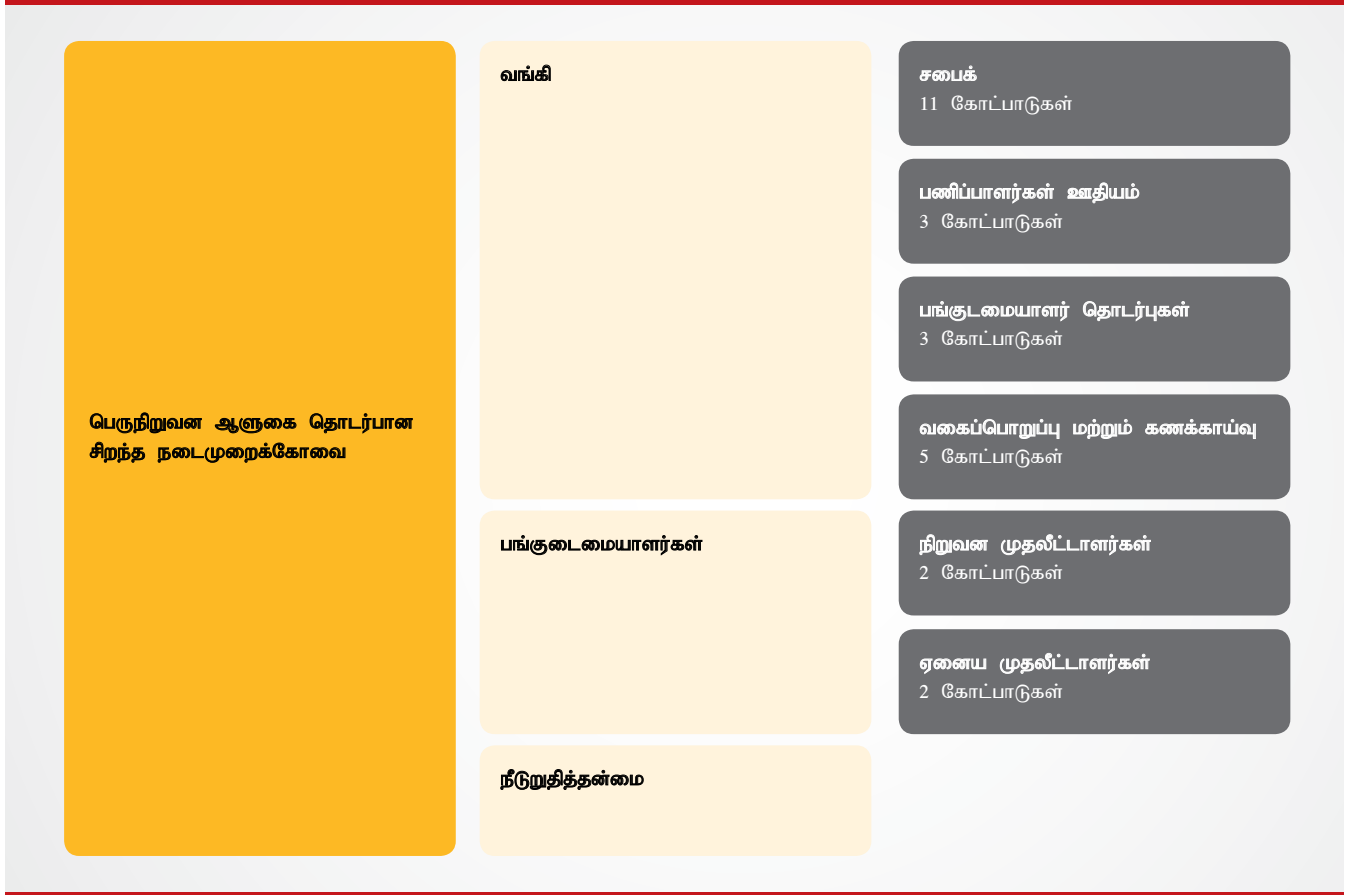 பெருநிறுவன ஆளுகை தொடர்பான
சிறந்த நடைமுறைக்கோவை
வங்கி
பங்குடைமையாளர்கள்
நீடுறுதித்தன்மை
சபைக்
11 கோட்பாடுகள்
பணிப்பாளர்கள் ஊதியம்
3 கோட்பாடுகள்
பங்குடமையாளர் தொடர்புகள்
3 கோட்பாடுகள்
வகைப்பொறுப்பு மற்றும் கணக்காய்வு
5 கோட்பாடுகள்
நிறுவன முதலீட்டாளர்கள்
2 கோட்பாடுகள்
ஏனைய முதலீட்டாளர்கள்
2 கோட்பாடுகள்